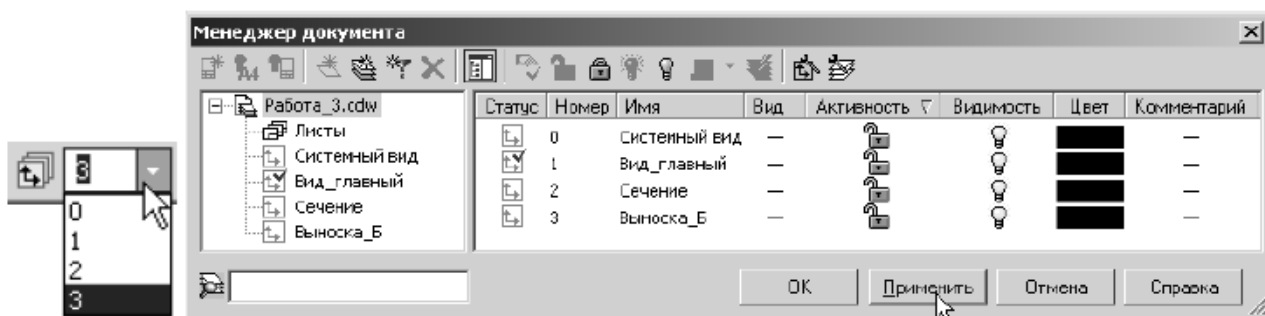 Менеджер документа
Работа_3.cdw
Листы
Системный вид
Вид_главный
Сечение
Выноска_Б
Статус Номер Имя Вид Активность Видимость Цвет Комментарий
0 Системный вид —  —
1 Вид_главный — —
2 Сечение — —
3 Выноска_Б — —
3
0
1
2
3
OK Применить Отмена Справка